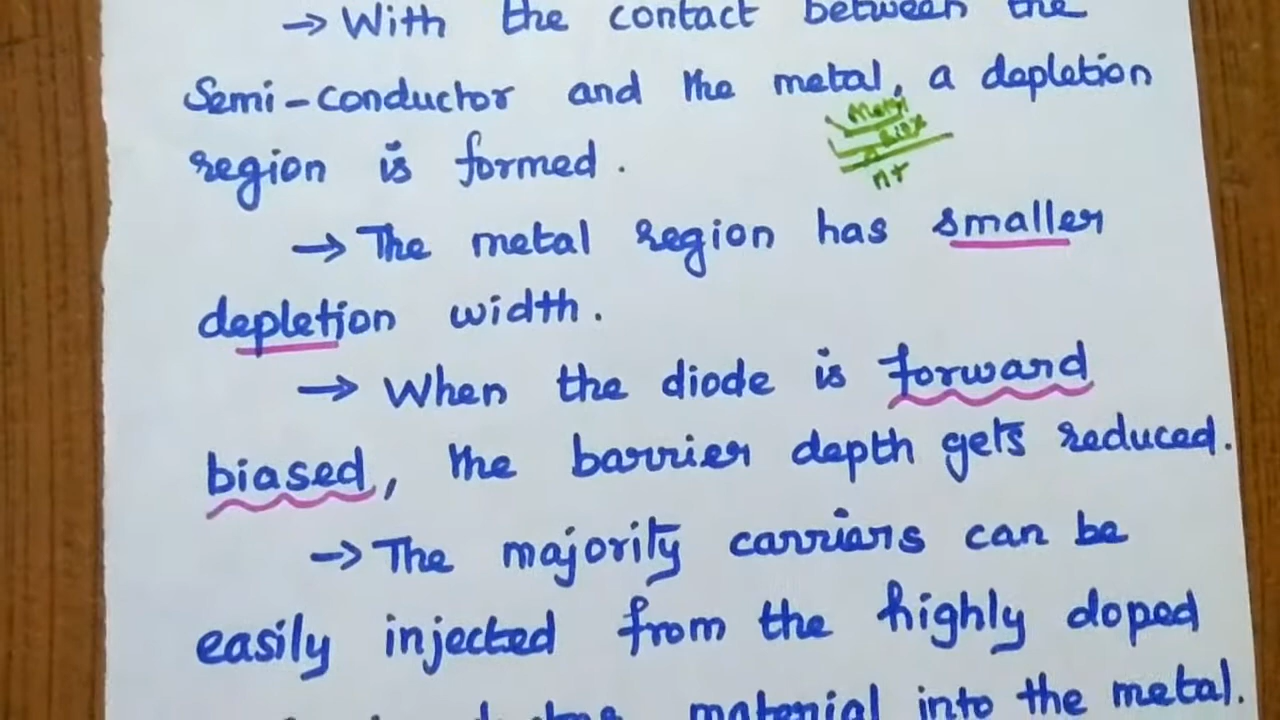 → With the contact between the
Semi-conductor and the metal, a depletion
Metal
SiO2
n
n+
region is formed.
→ The metal region has smaller
depletion width.
→ When the diode is forward
biased, the barrier depth gets reduced.
→ The majority carriers can be
easily injected from the highly doped
material into the metal.